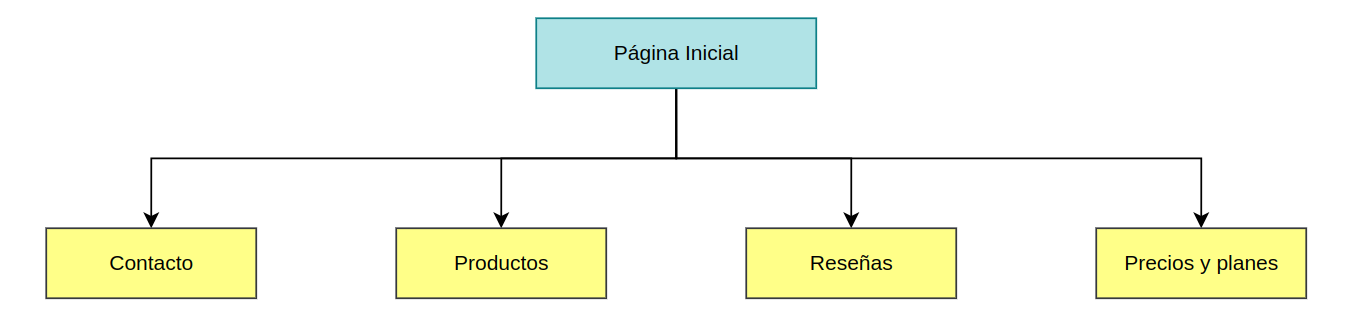 Página Inicial
Contacto
Productos
Reseñas
Precios y planes